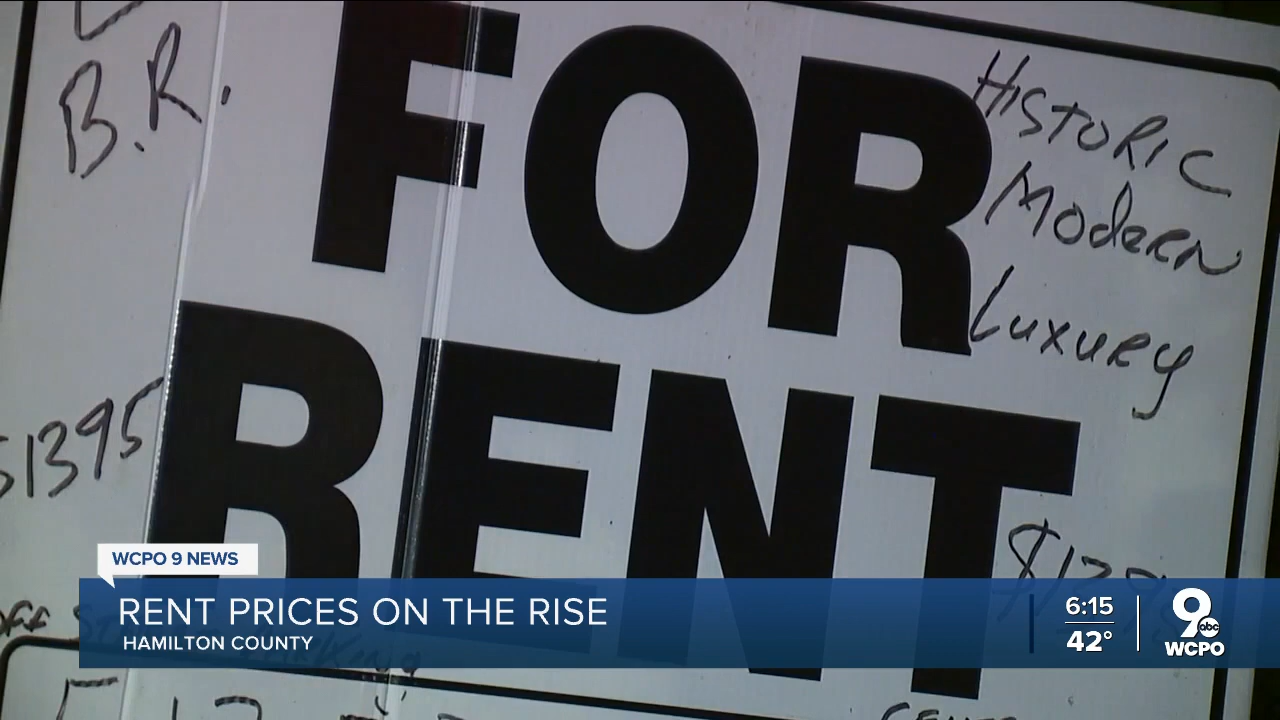 B.R.
FOR
RENT
HISTORIC
Modern
Luxury
$1395
WCPO 9 NEWS
RENT PRICES ON THE RISE
HAMILTON COUNTY
6:15
42°
9
abc
WCPO